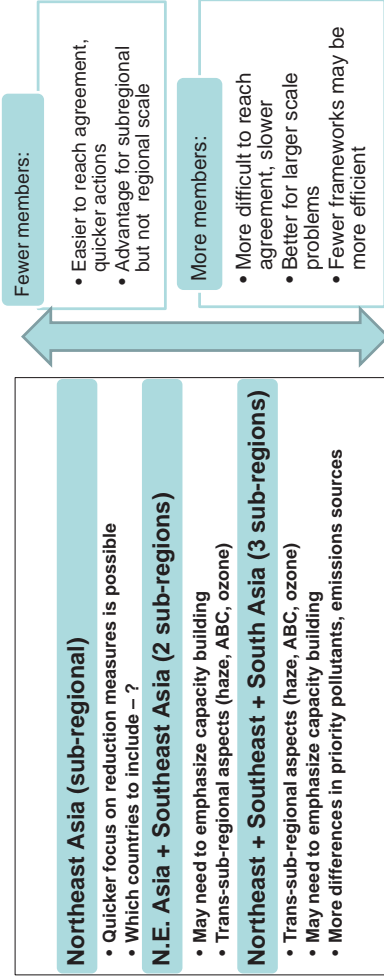 Northeast Asia (sub-regional)
• Quicker focus on reduction measures is possible
• Which countries to include – ?
N.E. Asia + Southeast Asia (2 sub-regions)
• May need to emphasize capacity building
• Trans-sub-regional aspects (haze, ABC, ozone)
Northeast + Southeast + South Asia (3 sub-regions)
• Trans-sub-regional aspects (haze, ABC, ozone)
• May need to emphasize capacity building
• More differences in priority pollutants, emissions sources
Fewer members:
• Easier to reach agreement,
quicker actions
• Advantage for subregional
but not regional scale
More members:
• More difficult to reach
agreement, slower
• Better for larger scale
problems
• Fewer frameworks may be
more efficient